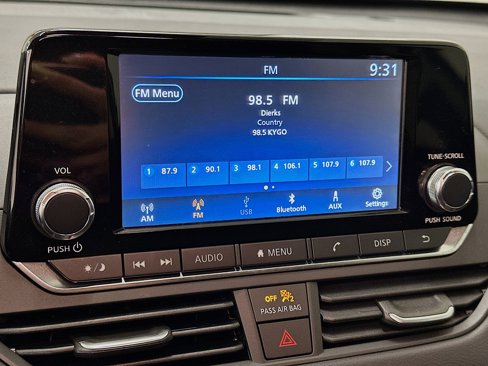 FM 9:31
FM Menu
98.5 FM
Dierks
Country
98.5 KYGO
1 87.9 2 90.1 3 98.1 4 106.1 5 107.9 6 107.9
AM FM USB Bluetooth AUX Settings
VOL
PUSH
TUNE·SCROLL
PUSH SOUND
AUDIO MENU DISP
OFF 2
PASS AIR BAG